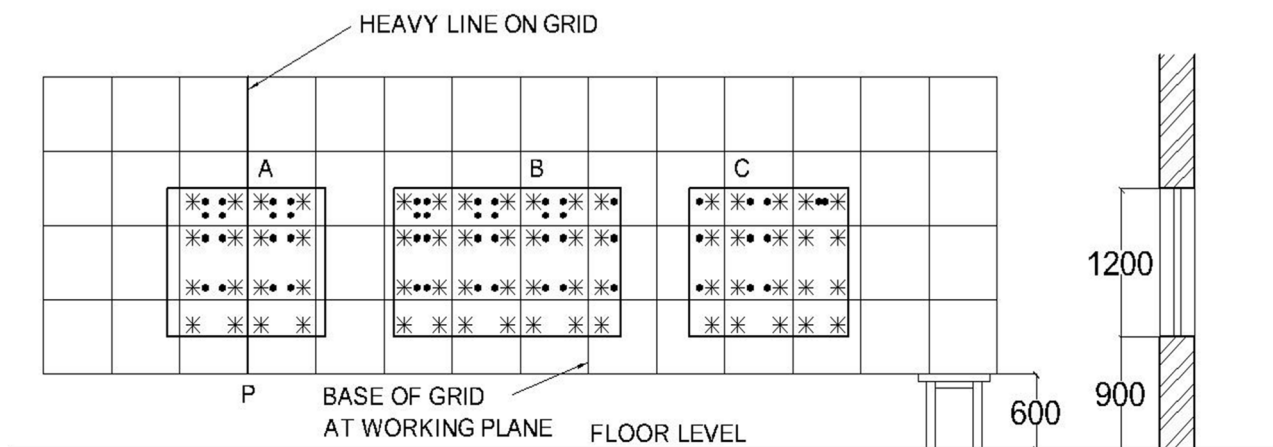 HEAVY LINE ON GRID
A
B
C
1200
P
BASE OF GRID
AT WORKING PLANE
FLOOR LEVEL
600
900